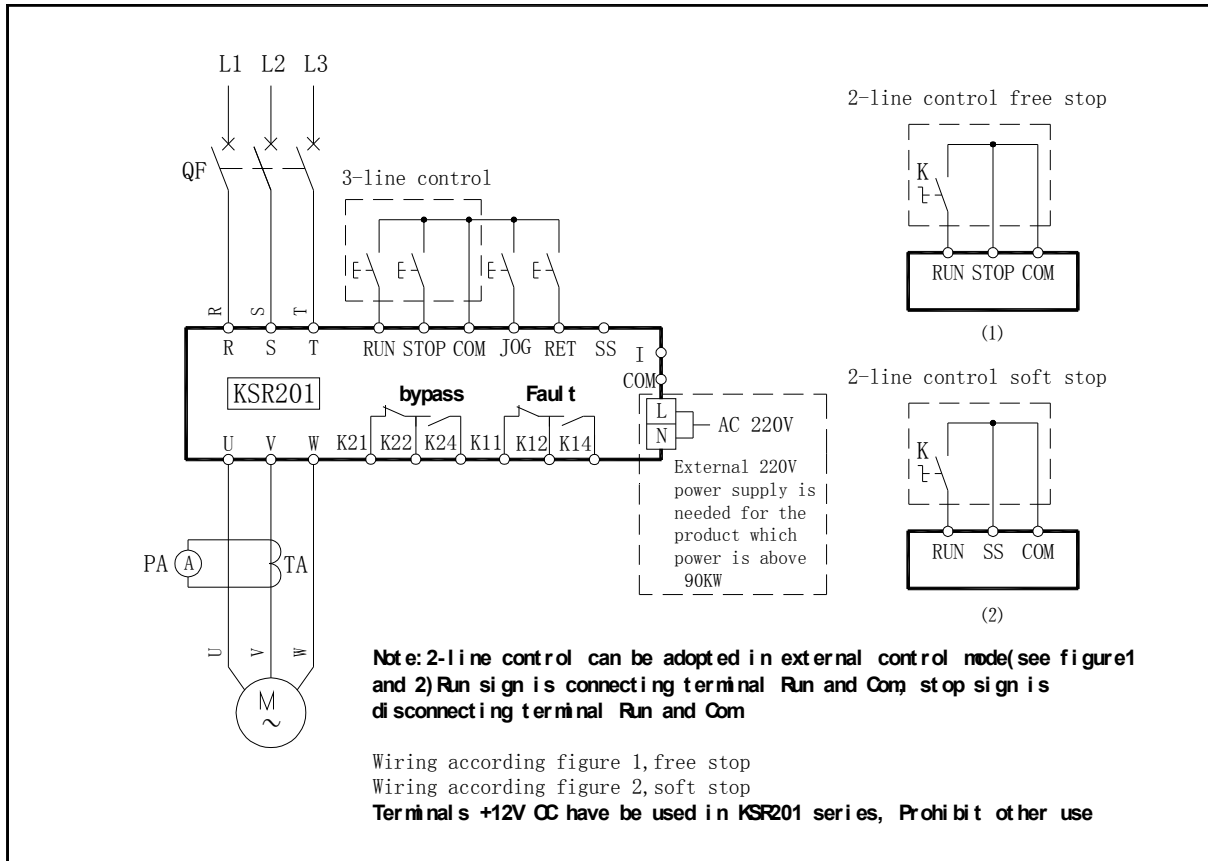 L1 L2 L3
QF
3-line control
E E E E
R S T
R S T RUN STOP COM JOG RET SS
I
COM
KSR201
bypass Fault
L
N
AC 220V
U V W K21 K22 K24 K11 K12 K14
External 220V
power supply is
needed for the
product which
power is above
90KW
PA A TA
U V W
M
~
2-line control free stop
K
RUN STOP COM
(1)
2-line control soft stop
K
RUN SS COM
(2)
Note: 2-line control can be adopted in external control mode(see figure1
and 2) Run sign is connecting terminal Run and Com, stop sign is
disconnecting terminal Run and Com
Wiring according figure 1, free stop
Wiring according figure 2, soft stop
Terminals +12V OC have be used in KSR201 series, Prohibit other use